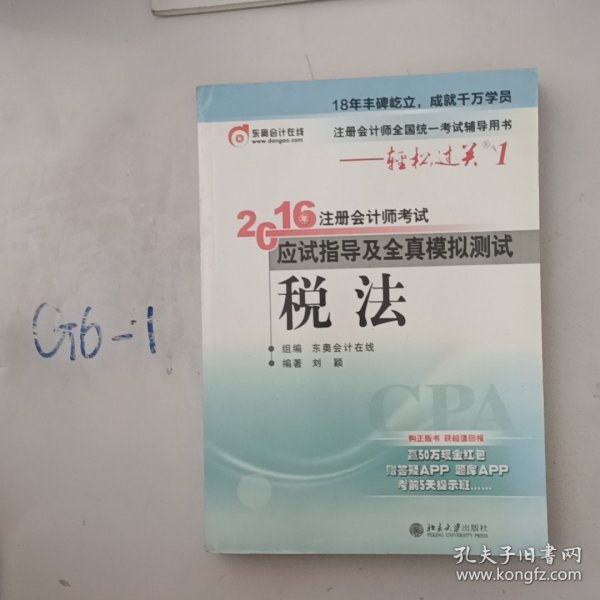 18年丰碑屹立，成就千万学员
东奥会计在线
www.dongao.com
注册会计师全国统一考试辅导用书
——轻松过关®1
2016年注册会计师考试
应试指导及全真模拟测试
税法
组编 东奥会计在线
编著 刘颖
CPA
购正版书 获超值回报
赢50万现金红包
赠答疑APP 题库APP
考前5天提示班……
北京大学出版社
PEKING UNIVERSITY PRESS
G6-1
孔夫子旧书网
www.kongfz.com